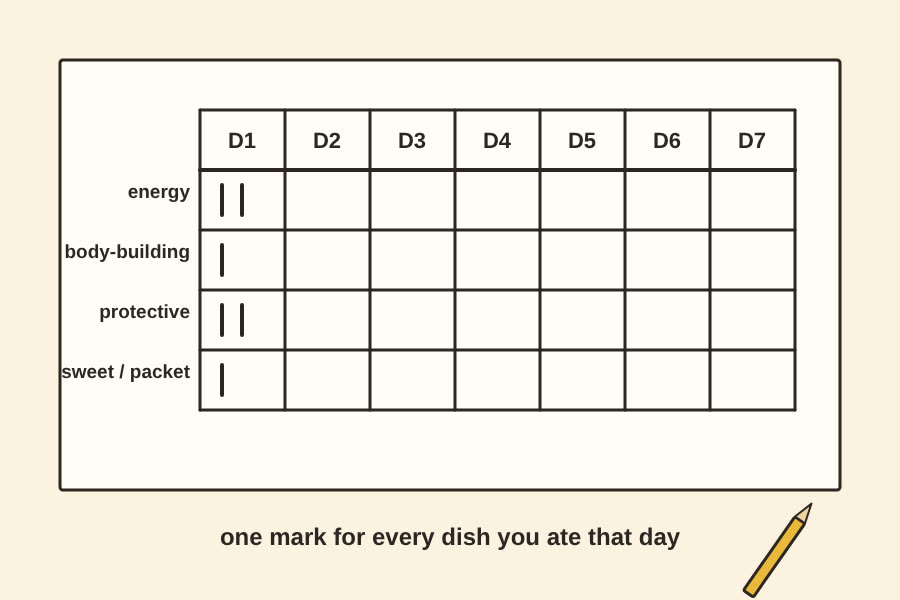 D1 D2 D3 D4 D5 D6 D7
energy
body-building
protective
sweet / packet
one mark for every dish you ate that day